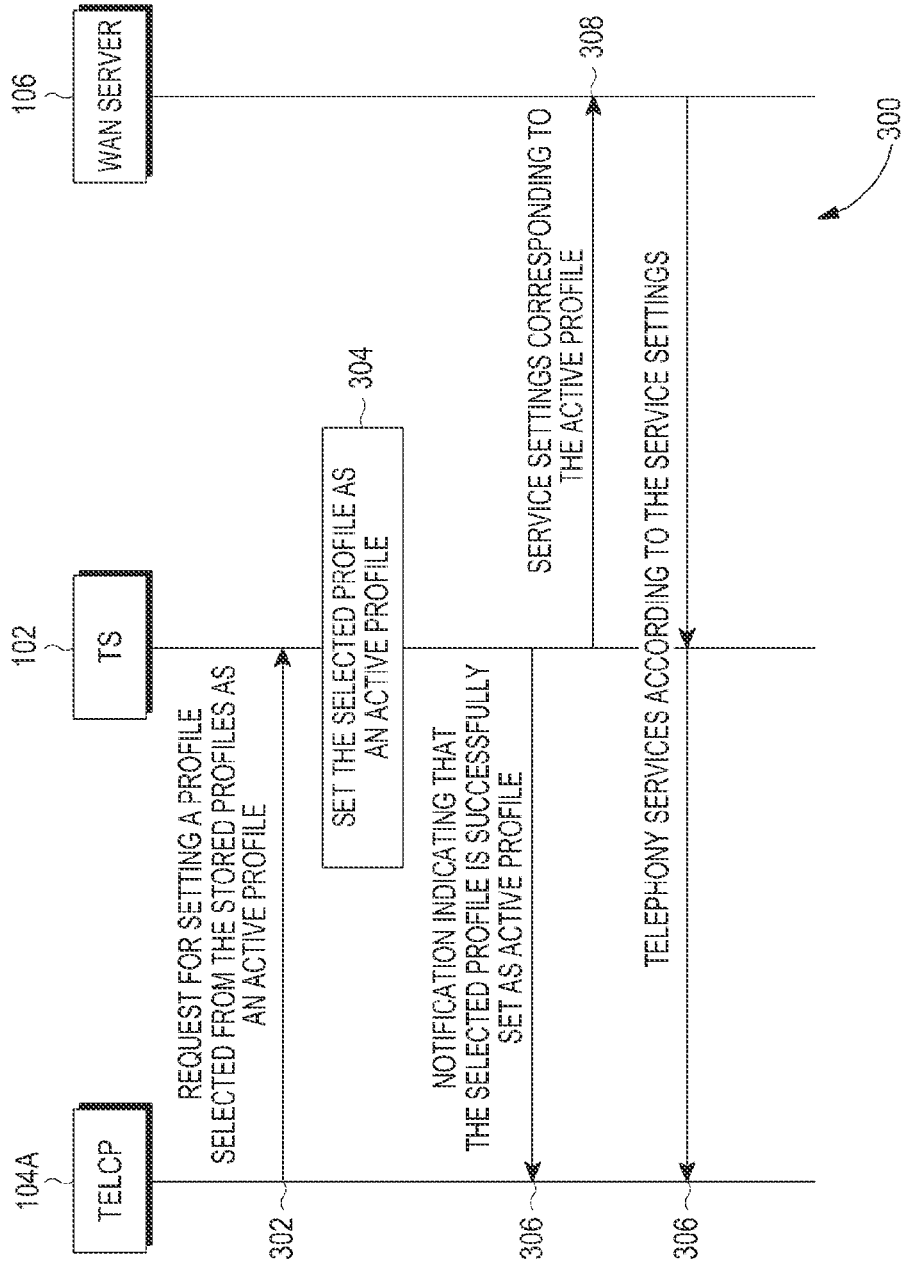 104A
TELCP
102
TS
106
WAN SERVER
REQUEST FOR SETTING A PROFILE
SELECTED FROM THE STORED PROFILES AS
AN ACTIVE PROFILE
302
304
SET THE SELECTED PROFILE AS
AN ACTIVE PROFILE
NOTIFICATION INDICATING THAT
THE SELECTED PROFILE IS SUCCESSFULLY
SET AS ACTIVE PROFILE
306
SERVICE SETTINGS CORRESPONDING TO
THE ACTIVE PROFILE
308
TELEPHONY SERVICES ACCORDING TO THE SERVICE SETTINGS
306
300